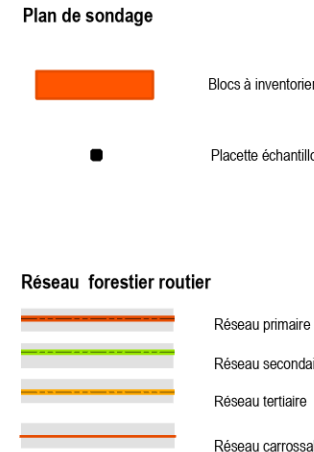 Plan de sondage
Blocs à inventorier
Placette
Réseau forestier routier
Réseau primaire
Réseau
Réseau tertiaire
Réseau